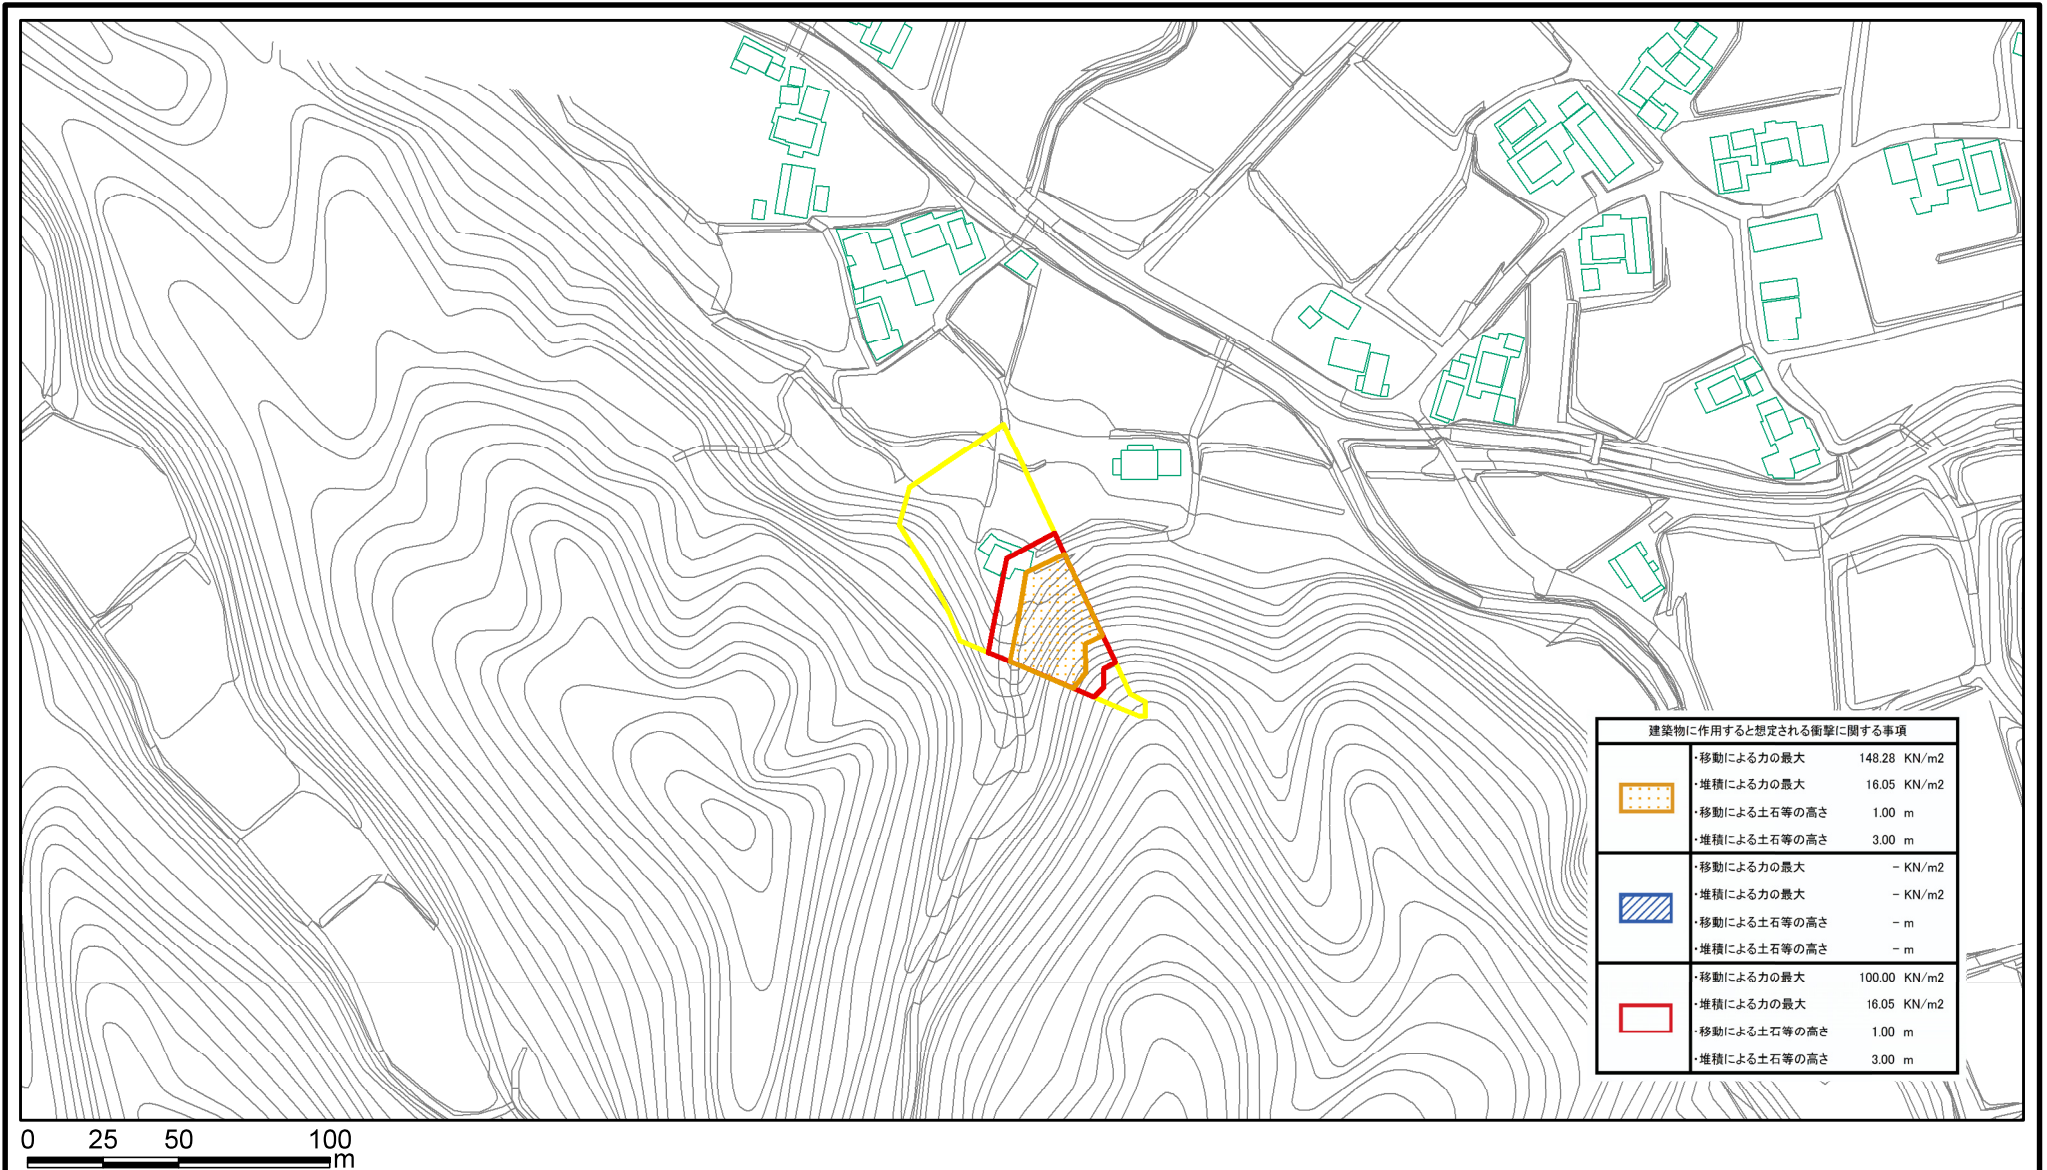 建築物に作用すると想定される衝撃に関する事項
・移動による力の最大 148.28 KN/m2
・堆積による力の最大 16.05 KN/m2
・移動による土石等の高さ 1.00 m
・堆積による土石等の高さ 3.00 m
・移動による力の最大 - KN/m2
・堆積による力の最大 - KN/m2
・移動による土石等の高さ - m
・堆積による土石等の高さ - m
・移動による力の最大 100.00 KN/m2
・堆積による力の最大 16.05 KN/m2
・移動による土石等の高さ 1.00 m
・堆積による土石等の高さ 3.00 m
0 25 50 100
m